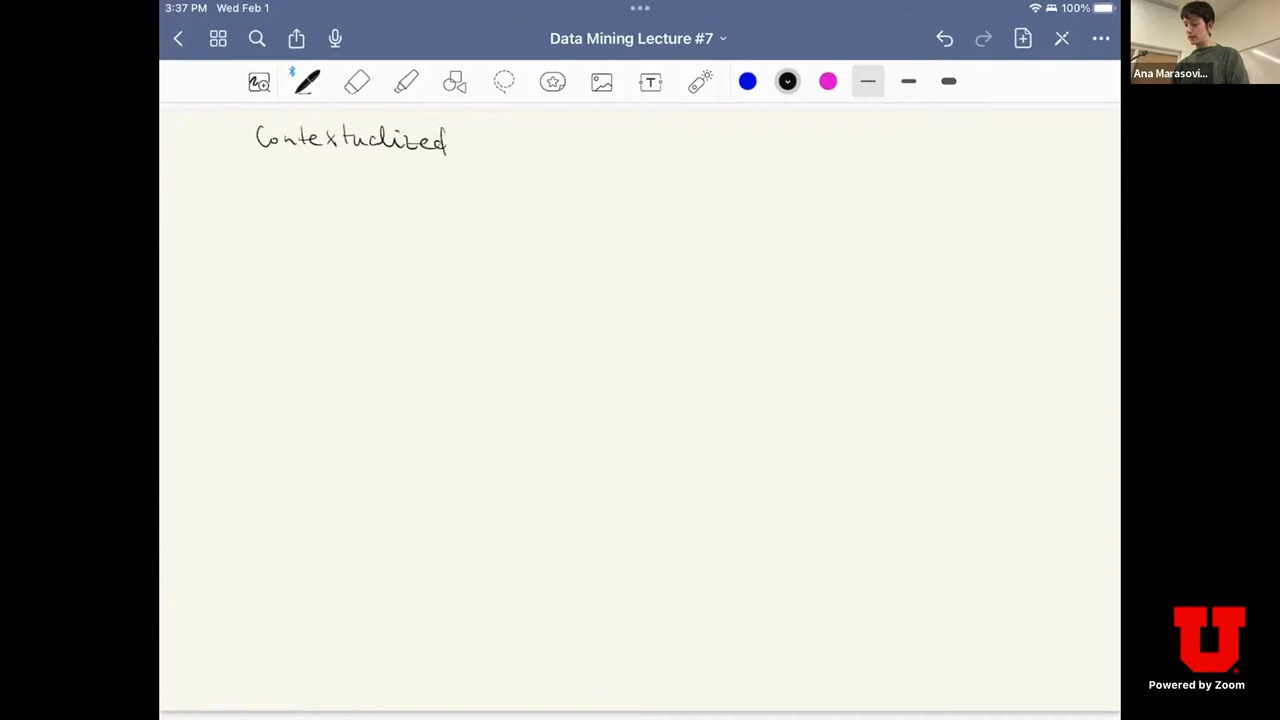 3:37 PM Wed Feb 1
100%
Data Mining Lecture #7
T
Contextualized
Ana Marasovi...
U
Powered by Zoom